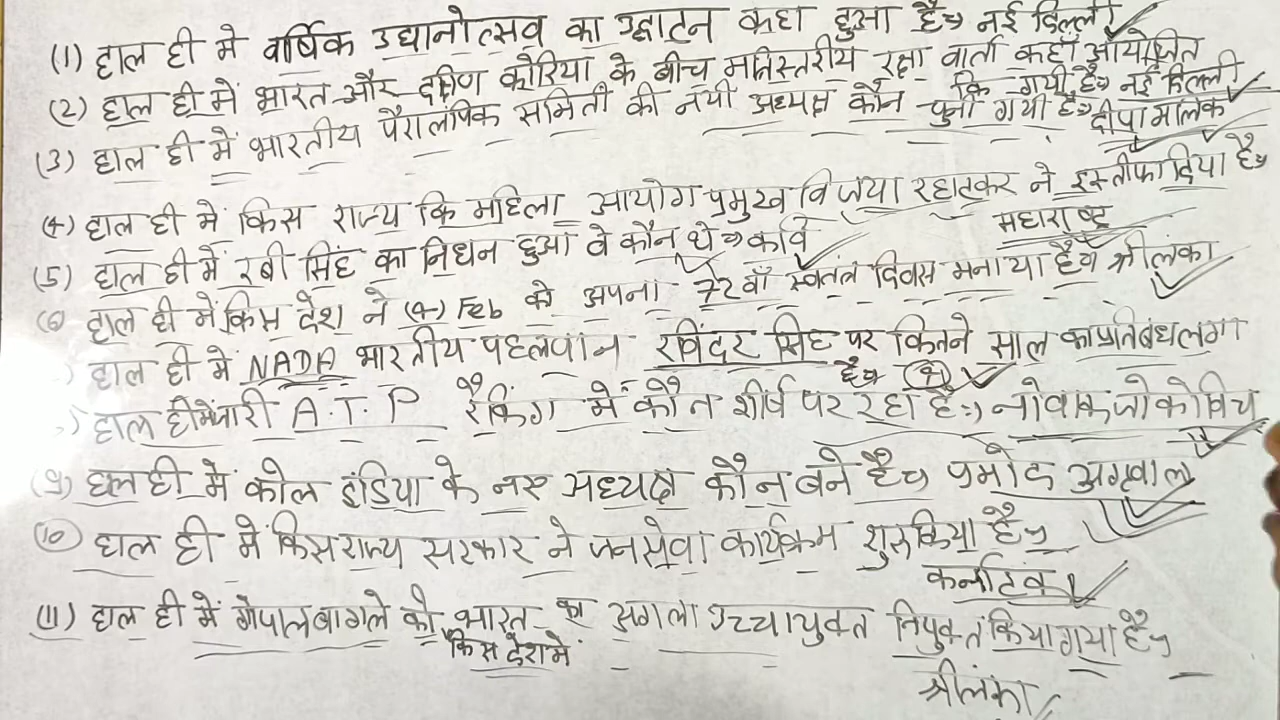 (1) हाल ही में वार्षिक उद्यानोत्सव का उद्घाटन कहा हुआ है→ नई दिल्ली
(2) हाल ही में भारत और दक्षिण कोरिया के बीच मंत्रिस्तरीय रक्षा वार्ता कहाँ आयोजित
कि गयी है→ नई दिल्ली
(3) हाल ही में भारतीय पैरालंपिक समिती की नयी अध्यक्ष कौन चुनी गयी है→ दीपा मालिक
(4) हाल ही में किस राज्य कि महिला आयोग प्रमुख विजया रहाटकर ने इस्तीफा दिया है→
महाराष्ट्र
(5) हाल ही में रबी सिंह का निधन हुआ वे कौन थे→ कवि
(6) हाल ही में किस देश ने (4) Feb को अपना 72वाँ स्वतंत्र दिवस मनाया है→ श्रीलंका
) हाल ही में NADA भारतीय पहलवान रविंदर सिंह पर कितने साल का प्रतिबंध लगा
है→ (4)
) हाल ही में जारी A.T.P रैंकिंग में कौन शीर्ष पर रहा है→ नोवाक जोकोविच
(9) हाल ही में कोल इंडिया के नए अध्यक्ष कौन बने है→ प्रमोद अग्रवाल
(10) हाल ही में किस राज्य सरकार ने जनसेवा कार्यक्रम शुरू किया है→
कर्नाटक
(11) हाल ही में गोपाल बागले को भारत का अगला उच्चायुक्त नियुक्त किया गया है→
किस देश में
श्रीलंका